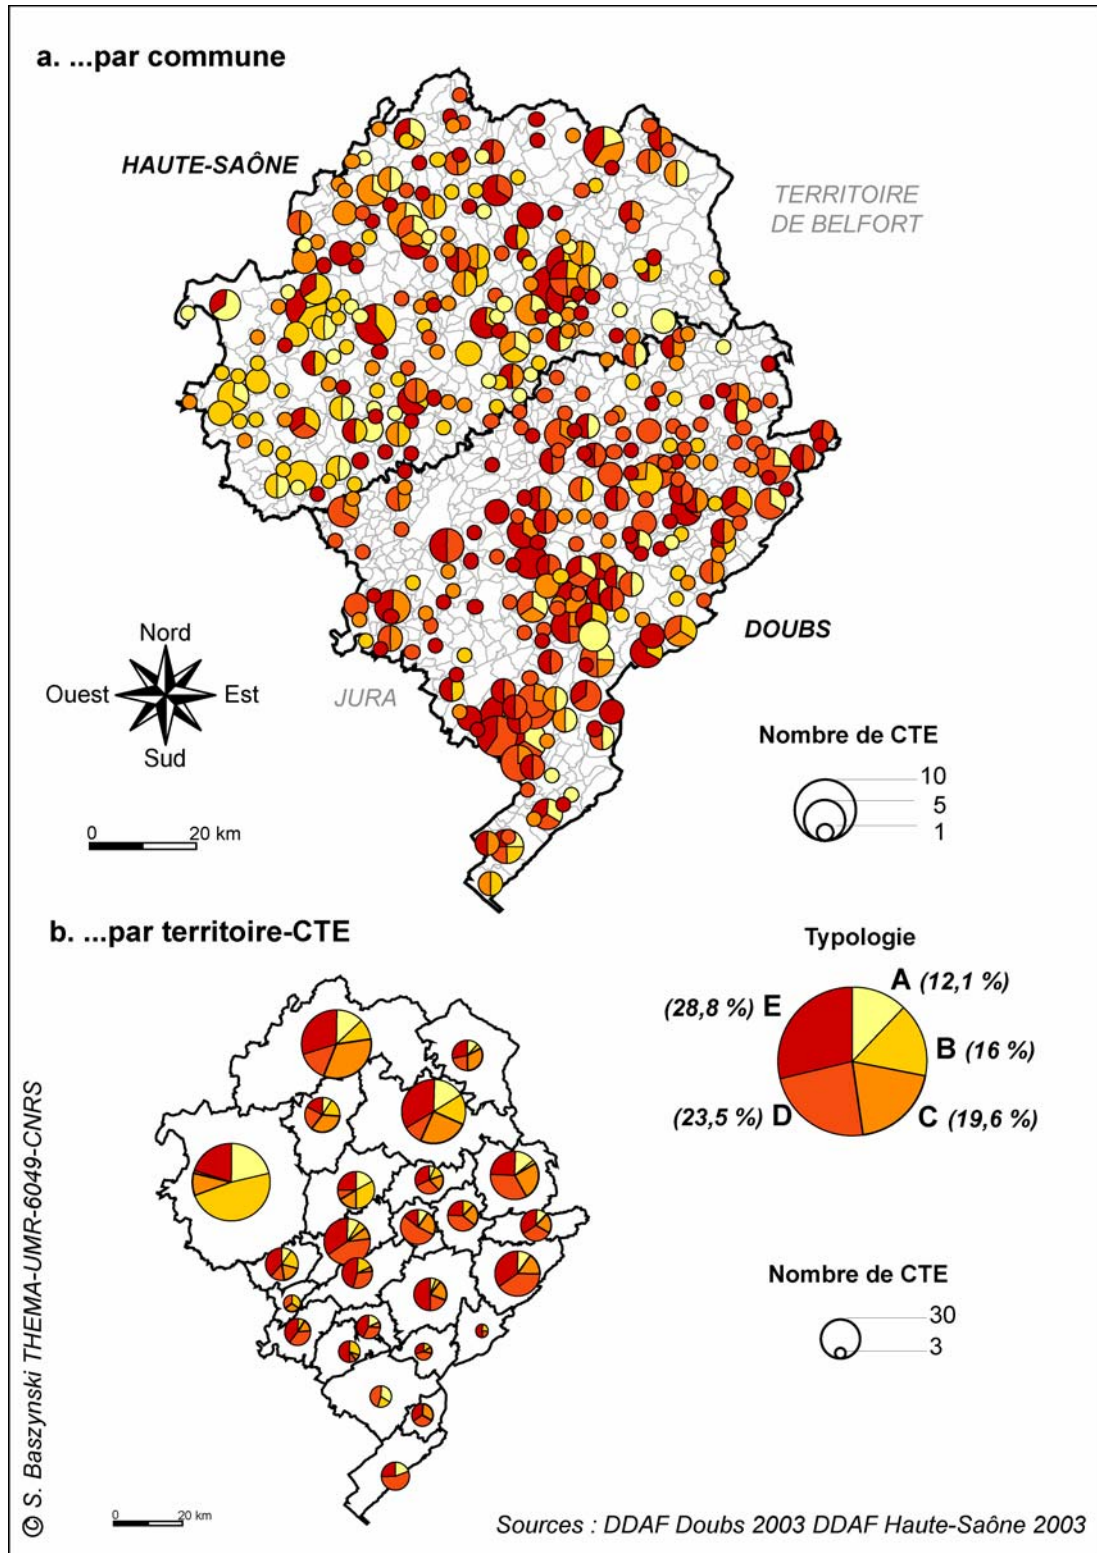 a. ...par commune
HAUTE-SAÔNE
TERRITOIRE
DE BELFORT
Nord
Ouest
Est
Sud
JURA
DOUBS
Nombre de CTE
10
5
1
0
20 km
b. ...par territoire-CTE
Typologie
A (12,1 %)
(28,8 %) E
B (16 %)
(23,5 %) D
C (19,6 %)
Nombre de CTE
30
3
0
20 km
© S. Baszynski THEMA-UMR-6049-CNRS
Sources : DDAF Doubs 2003 DDAF Haute-Saône 2003